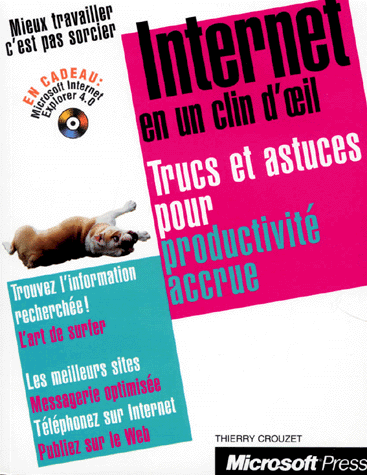 Mieux travailler
c'est pas sorcier
EN CADEAU:
Microsoft Internet
Explorer 4.0
Internet
en un clin d'œil
Trucs et astuces
pour
productivité
accrue
Trouvez l'information
recherchée!
L'art de surfer
Les meilleurs sites
Messagerie optimisée
Téléphonez sur Internet
Publiez sur le Web
THIERRY CROUZET
Microsoft Press